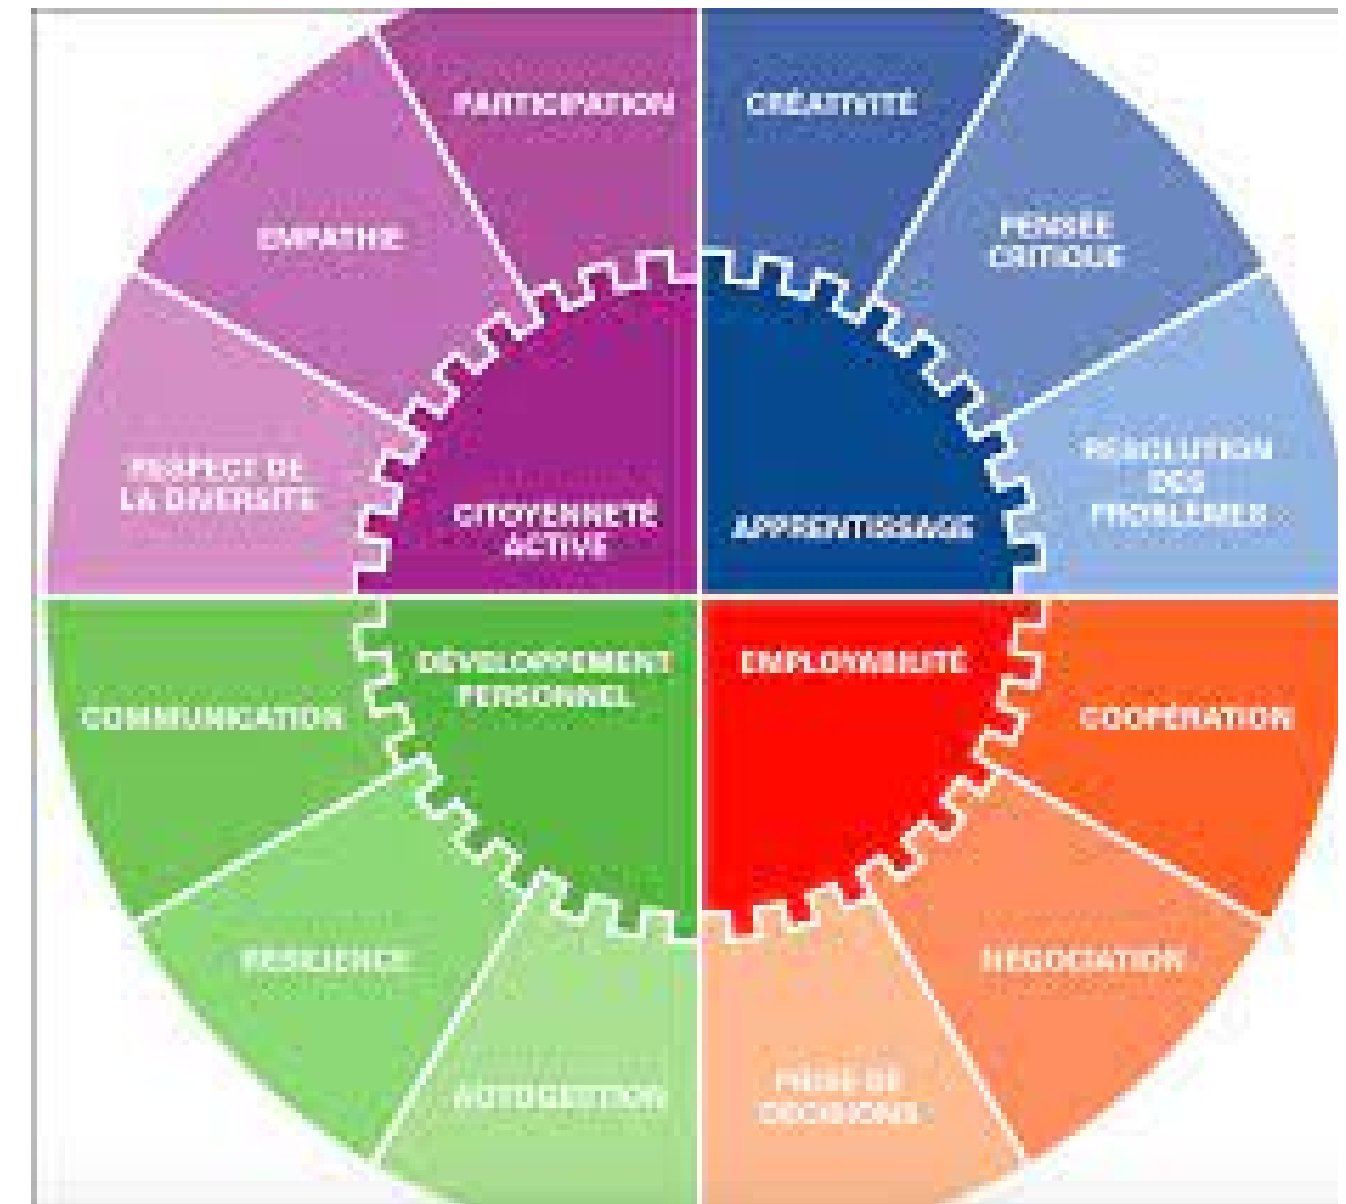 PARTICIPATION
CRÉATIVITÉ
EMPATHIE
PENSÉE
CRITIQUE
RESPECT DE
LA DIVERSITÉ
RÉSOLUTION
DES
PROBLÈMES
CITOYENNETÉ
ACTIVE
APPRENTISSAGE
DÉVELOPPEMENT
PERSONNEL
EMPLOYABILITÉ
COMMUNICATION
COOPÉRATION
RÉSILIENCE
NÉGOCIATION
AUTOGESTION
PRISE DE
DÉCISIONS